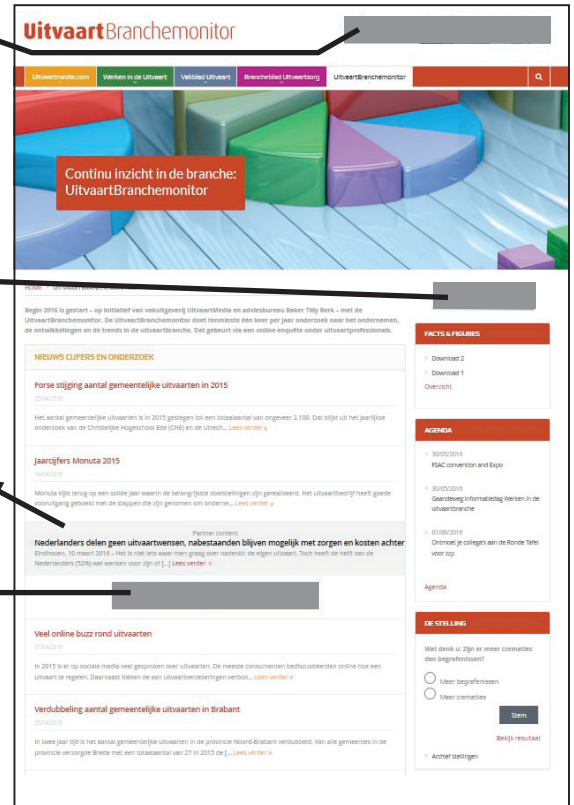 UitvaartBranchemonitor
Uitvaartmedia.com
Werken in de Uitvaart
Vakblad Uitvaart
Brancheblad Uitvaartzorg
UitvaartBranchemonitor
Continu inzicht in de branche:
UitvaartBranchemonitor
HOME
Begin 2016 is gestart – op initiatief van vakuitgeverij UitvaartMedia en adviesbureau Baker Tilly Berk – met de
UitvaartBranchemonitor. De UitvaartBranchemonitor doet tenminste één keer per jaar onderzoek naar het ondernemen,
de ontwikkelingen en de trends in de uitvaartbranche. Dat gebeurt via een online enquête onder uitvaartprofessionals.
NIEUWS CIJFERS EN ONDERZOEK
Forse stijging aantal gemeentelijke uitvaarten in 2015
Het aantal gemeentelijke uitvaarten is in 2015 gestegen tot een totaalaantal van ongeveer 2.100. Dat blijkt uit het jaarlijkse
onderzoek van de Christelijke Hogeschool Ede (CHE) en de Utrech... Lees verder »
Jaarcijfers Monuta 2015
Monuta kijkt terug op een solide jaar waarin de belangrijkste doelstellingen zijn gerealiseerd. Het uitvaartbedrijf heeft goede
vooruitgang geboekt met de stappen die zijn genomen om onderne... Lees verder »
Partner content
Nederlanders delen geen uitvaartwensen, nabestaanden blijven mogelijk met zorgen en kosten achter
Eindhoven, 10 maart 2016 – Het is niet iets waar men graag over nadenkt: de eigen uitvaart. Toch heeft de helft van de
Nederlanders (52%) wel wensen voor zijn of [...] Lees verder »
Veel online buzz rond uitvaarten
In 2015 is er op sociale media veel gesproken over uitvaarten. De meeste consumenten bediscussieerden online hoe een
uitvaart te regelen. Daarnaast bleken de aan uitvaartverzekeringen verbon... Lees verder »
Verdubbeling aantal gemeentelijke uitvaarten in Brabant
In twee jaar tijd is het aantal gemeentelijke uitvaarten in de provincie Noord-Brabant verdubbeld. Van alle gemeentes in de
provincie verzorgde Breda met een totaalaantal van 27 in 2015 de [... Lees verder »
FACTS & FIGURES
Download 2
Download 1
Overzicht
AGENDA
30/05/2016
FSAC convention and Expo
30/05/2016
Gaandeweg Informatiedag Werken in de
uitvaartbranche
01/06/2016
Ontmoet je collega's aan de Ronde Tafel
voor zzp
Agenda
DE STELLING
Wat denk u: Zijn er meer crematies
dan begrafenissen?
Meer begrafenissen
Meer crematies
Stem
Bekijk resultaat
Archief stellingen